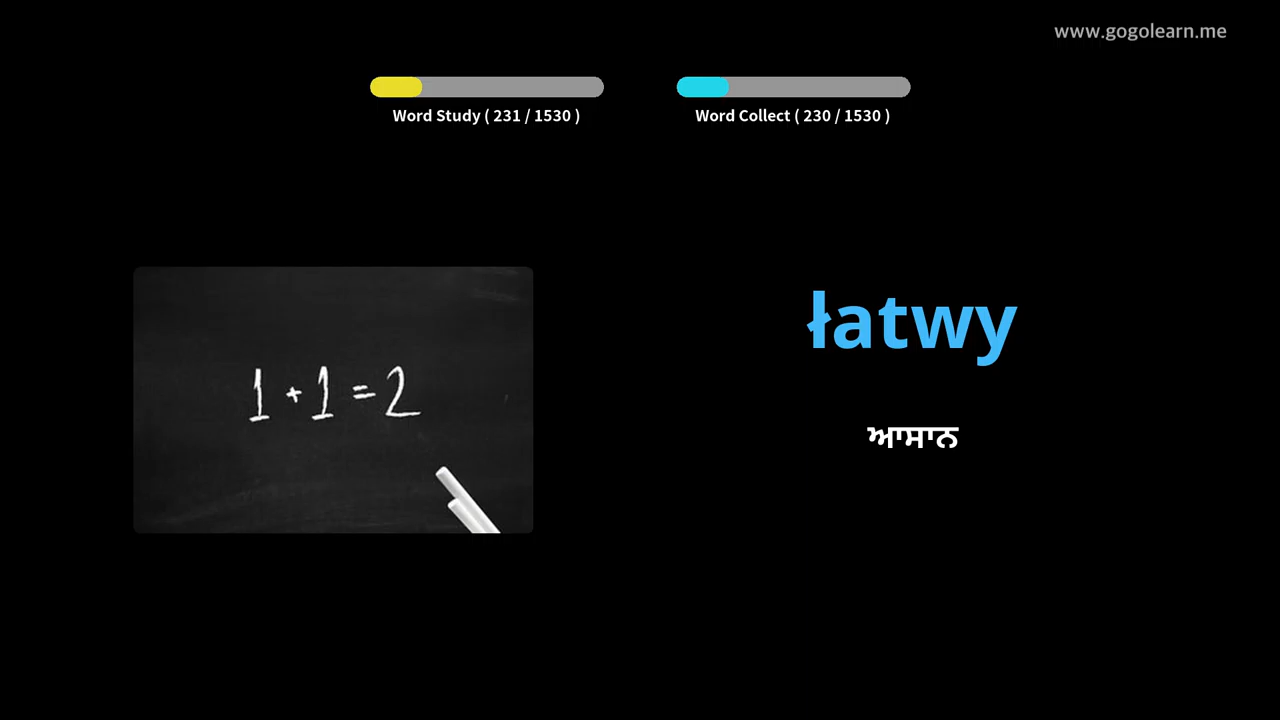 www.gogolearn.me
Word Study ( 231 / 1530 )
Word Collect ( 230 / 1530 )
1 + 1 = 2
łatwy
ਆਸਾਨ